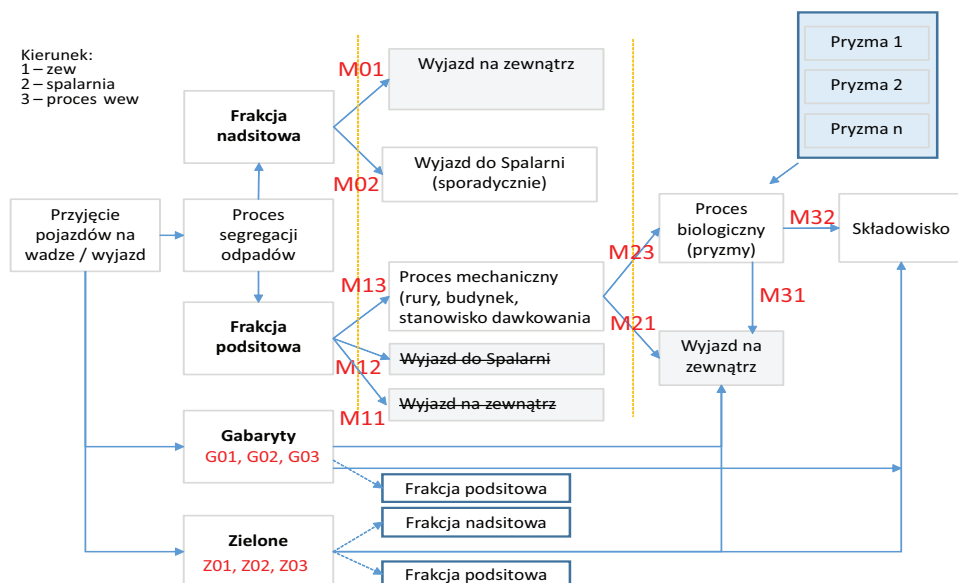 Kierunek:
1 – zew
2 – spalarnia
3 – proces wew
M01
Wyjazd na zewnątrz
Pryzma 1
Pryzma 2
Pryzma n
Frakcja
nadsitowa
M02
Wyjazd do Spalarni
(sporadycznie)
Przyjęcie
pojazdów na
wadze / wyjazd
Proces
segregacji
odpadów
Proces
biologiczny
(pryzmy)
M32
Składowisko
M23
M13
Proces mechaniczny
(rury, budynek,
stanowisko dawkowania
M31
M21
Frakcja
podsitowa
M12
Wyjazd do Spalarni
Wyjazd na
zewnątrz
M11
Wyjazd na zewnątrz
Gabaryty
G01, G02, G03
Frakcja podsitowa
Frakcja nadsitowa
Zielone
Z01, Z02, Z03
Frakcja podsitowa